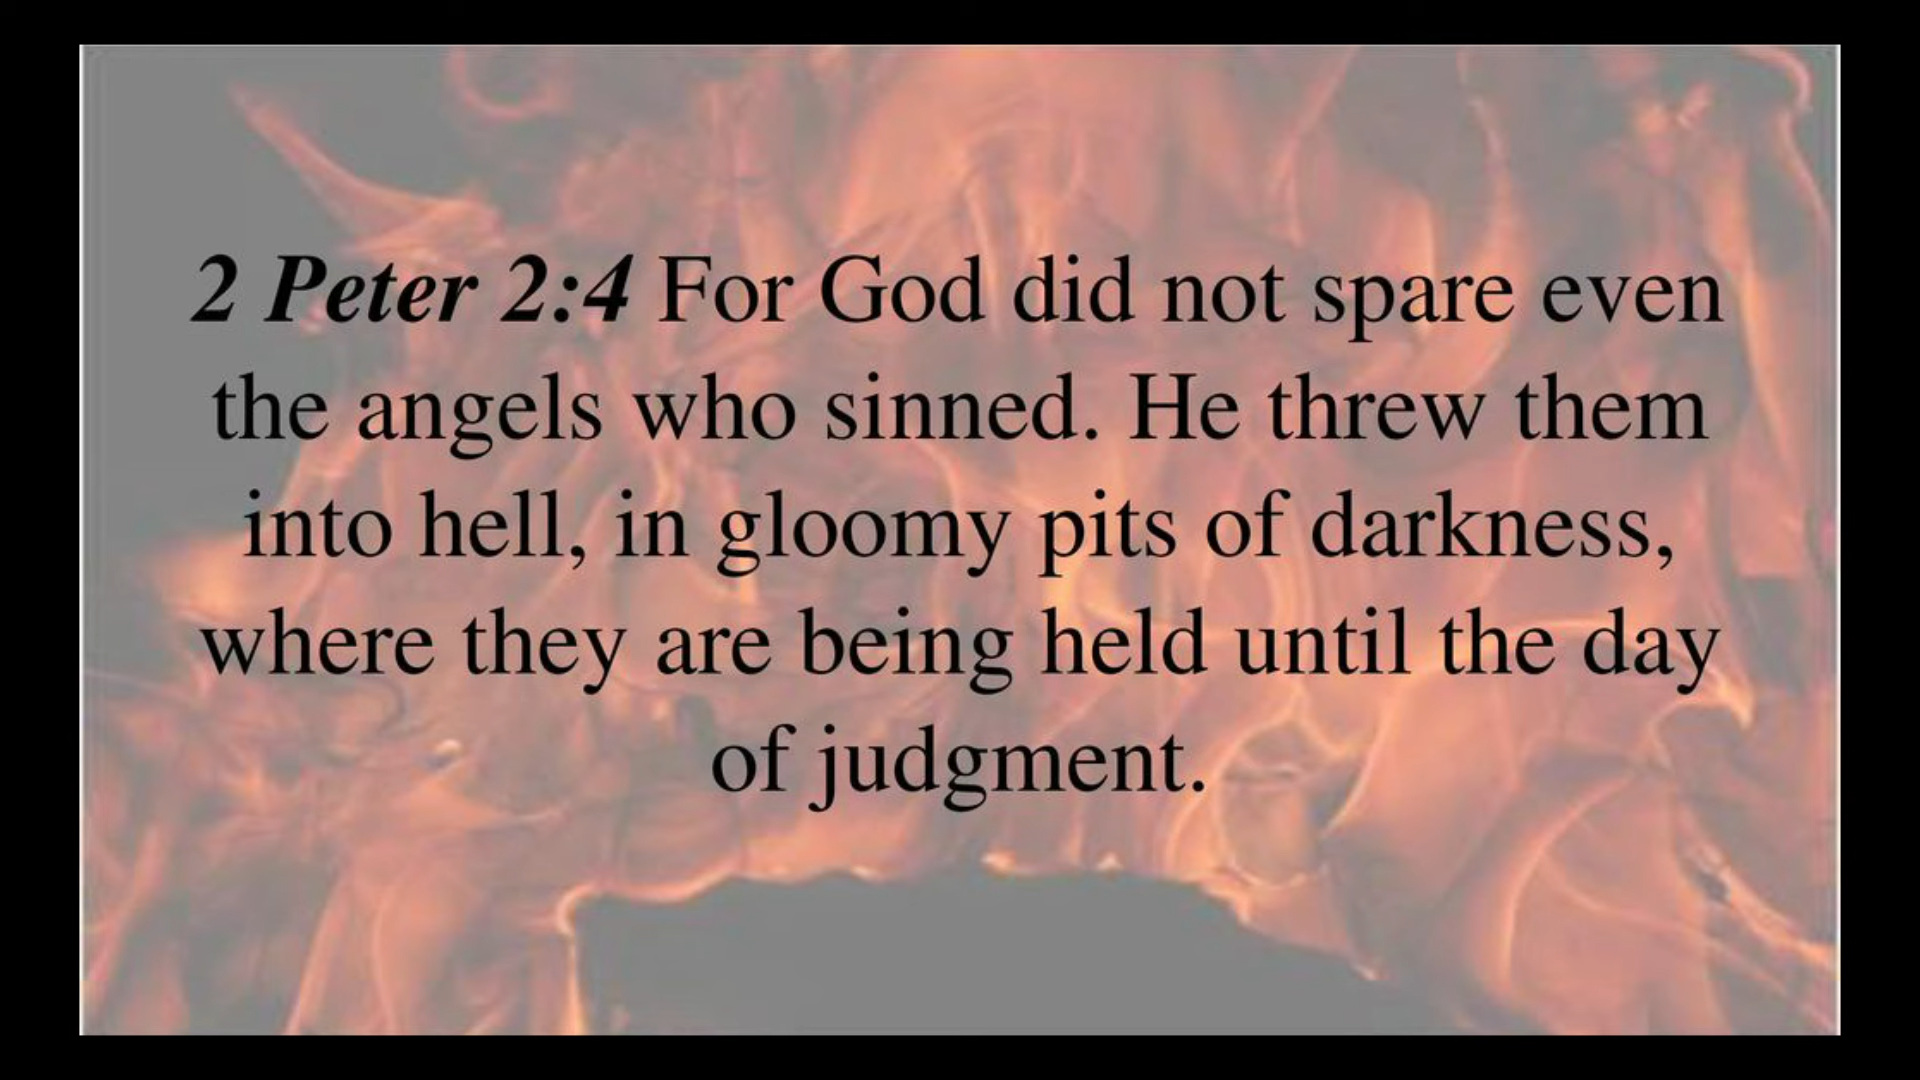 2 Peter 2:4 For God did not spare even
the angels who sinned. He threw them
into hell, in gloomy pits of darkness,
where they are being held until the day
of judgment.